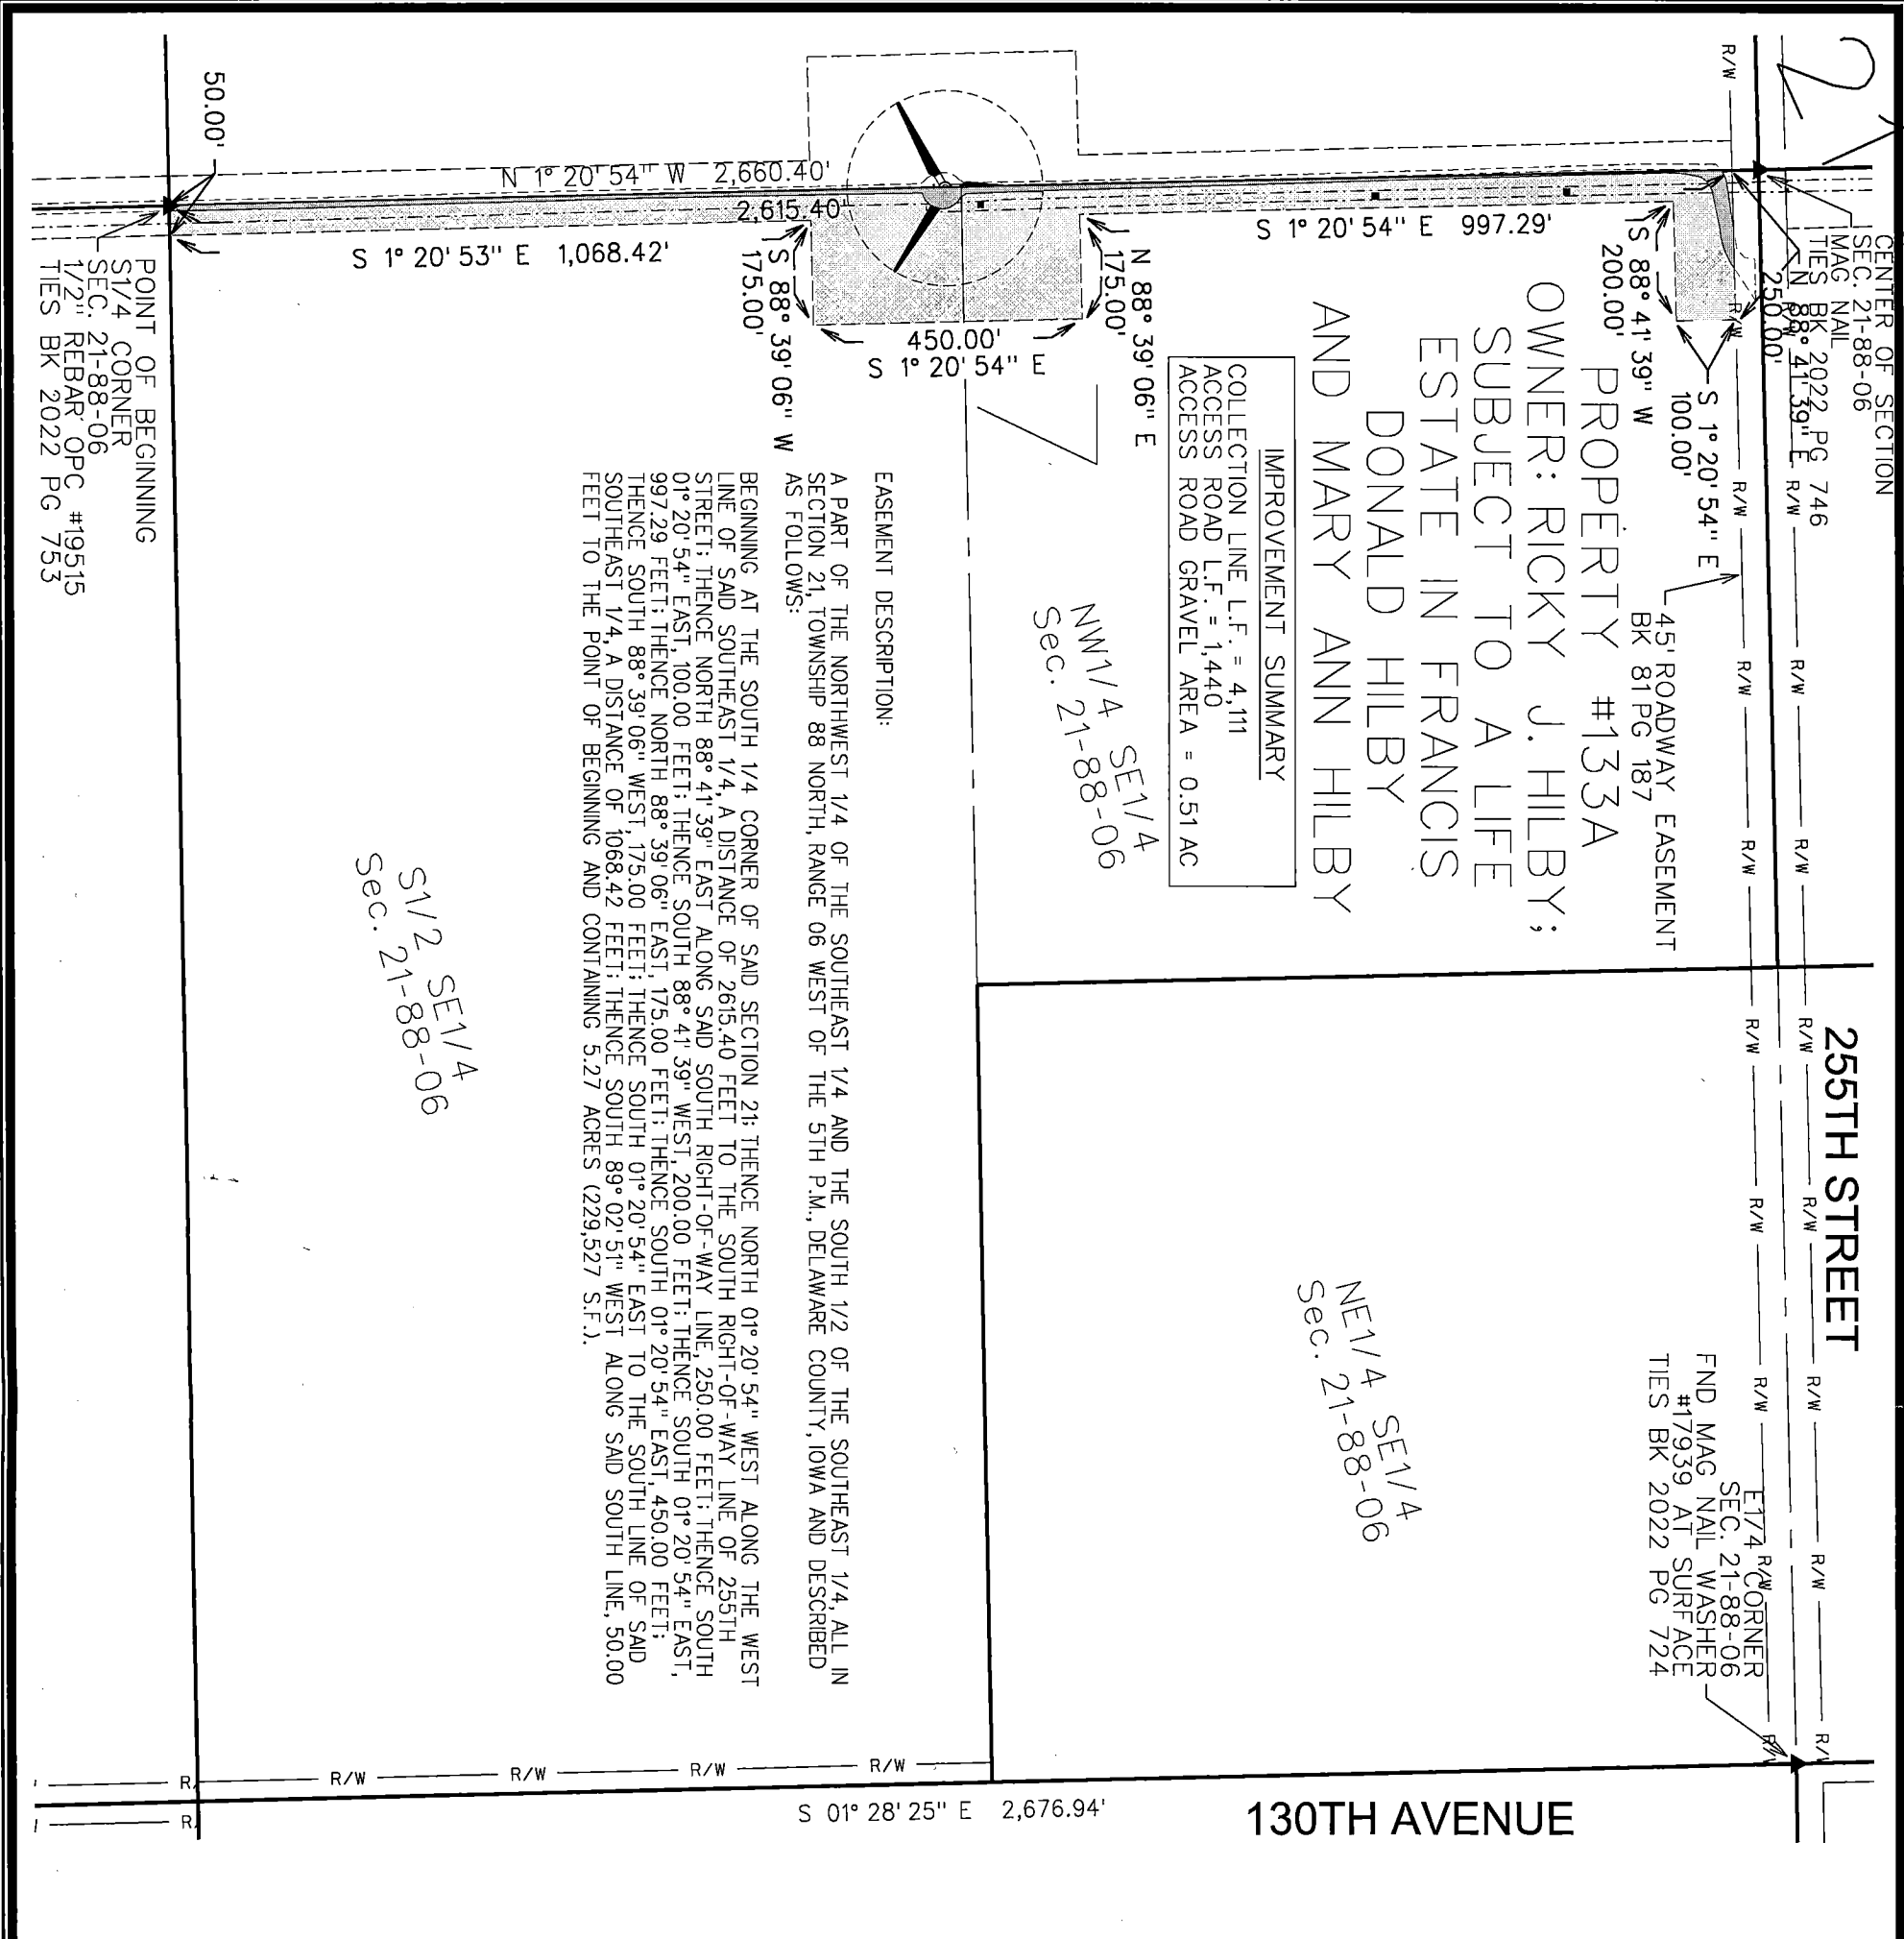 CENTER OF SECTION
SEC. 21-88-06
MAG NAIL
TIES BK 2022 PG 746
N 88° 41' 39" E
250.00'
S 1° 20' 54" E
100.00'
S 88° 41' 39" W
200.00'
45' ROADWAY EASEMENT
BK 81 PG 187
255TH STREET
E1/4 CORNER
SEC. 21-88-06
FND MAG NAIL WASHER
#17939 AT SURFACE
TIES BK 2022 PG 724
R/W R/W R/W R/W R/W R/W R/W R/W
R/W R/W R/W R/W R/W R/W R/W R/W
PROPERTY #133A
OWNER: RICKY J. HILBY;
SUBJECT TO A LIFE
ESTATE IN FRANCIS
DONALD HILBY
AND MARY ANN HILBY
S 1° 20' 54" E 997.29'
IMPROVEMENT SUMMARY
COLLECTION LINE L.F. = 4,111
ACCESS ROAD L.F. = 1,440
ACCESS ROAD GRAVEL AREA = 0.51 AC
NE1/4 SE1/4
Sec. 21-88-06
NW1/4 SE1/4
Sec. 21-88-06
N 88° 39' 06" E
175.00'
450.00'
S 1° 20' 54" E
S 88° 39' 06" W
175.00'
N 1° 20' 54" W 2,660.40'
2,615.40'
S 1° 20' 53" E 1,068.42'
130TH AVENUE
S 01° 28' 25" E 2,676.94'
R/W R/W R/W R/W
EASEMENT DESCRIPTION:
A PART OF THE NORTHWEST 1/4 OF THE SOUTHEAST 1/4 AND THE SOUTH 1/2 OF THE SOUTHEAST 1/4, ALL IN
SECTION 21, TOWNSHIP 88 NORTH, RANGE 06 WEST OF THE 5TH P.M., DELAWARE COUNTY, IOWA AND DESCRIBED
AS FOLLOWS:
BEGINNING AT THE SOUTH 1/4 CORNER OF SAID SECTION 21; THENCE NORTH 01° 20' 54" WEST ALONG THE WEST
LINE OF SAID SOUTHEAST 1/4, A DISTANCE OF 2615.40 FEET TO THE SOUTH RIGHT-OF-WAY LINE OF 255TH
STREET; THENCE NORTH 88° 41' 39" EAST ALONG SAID SOUTH RIGHT-OF-WAY LINE, 250.00 FEET; THENCE SOUTH
01° 20' 54" EAST, 100.00 FEET; THENCE SOUTH 88° 41' 39" WEST, 200.00 FEET; THENCE SOUTH 01° 20' 54" EAST,
997.29 FEET; THENCE NORTH 88° 39' 06" EAST, 175.00 FEET; THENCE SOUTH 01° 20' 54" EAST, 450.00 FEET;
THENCE SOUTH 88° 39' 06" WEST, 175.00 FEET; THENCE SOUTH 01° 20' 54" EAST TO THE SOUTH LINE OF SAID
SOUTHEAST 1/4, A DISTANCE OF 1068.42 FEET; THENCE SOUTH 89° 02' 51" WEST ALONG SAID SOUTH LINE, 50.00
FEET TO THE POINT OF BEGINNING AND CONTAINING 5.27 ACRES (229,527 S.F.).
S1/2 SE1/4
Sec. 21-88-06
50.00'
POINT OF BEGINNING
S1/4 CORNER
SEC. 21-88-06
1/2" REBAR OPC #19515
TIES BK 2022 PG 753